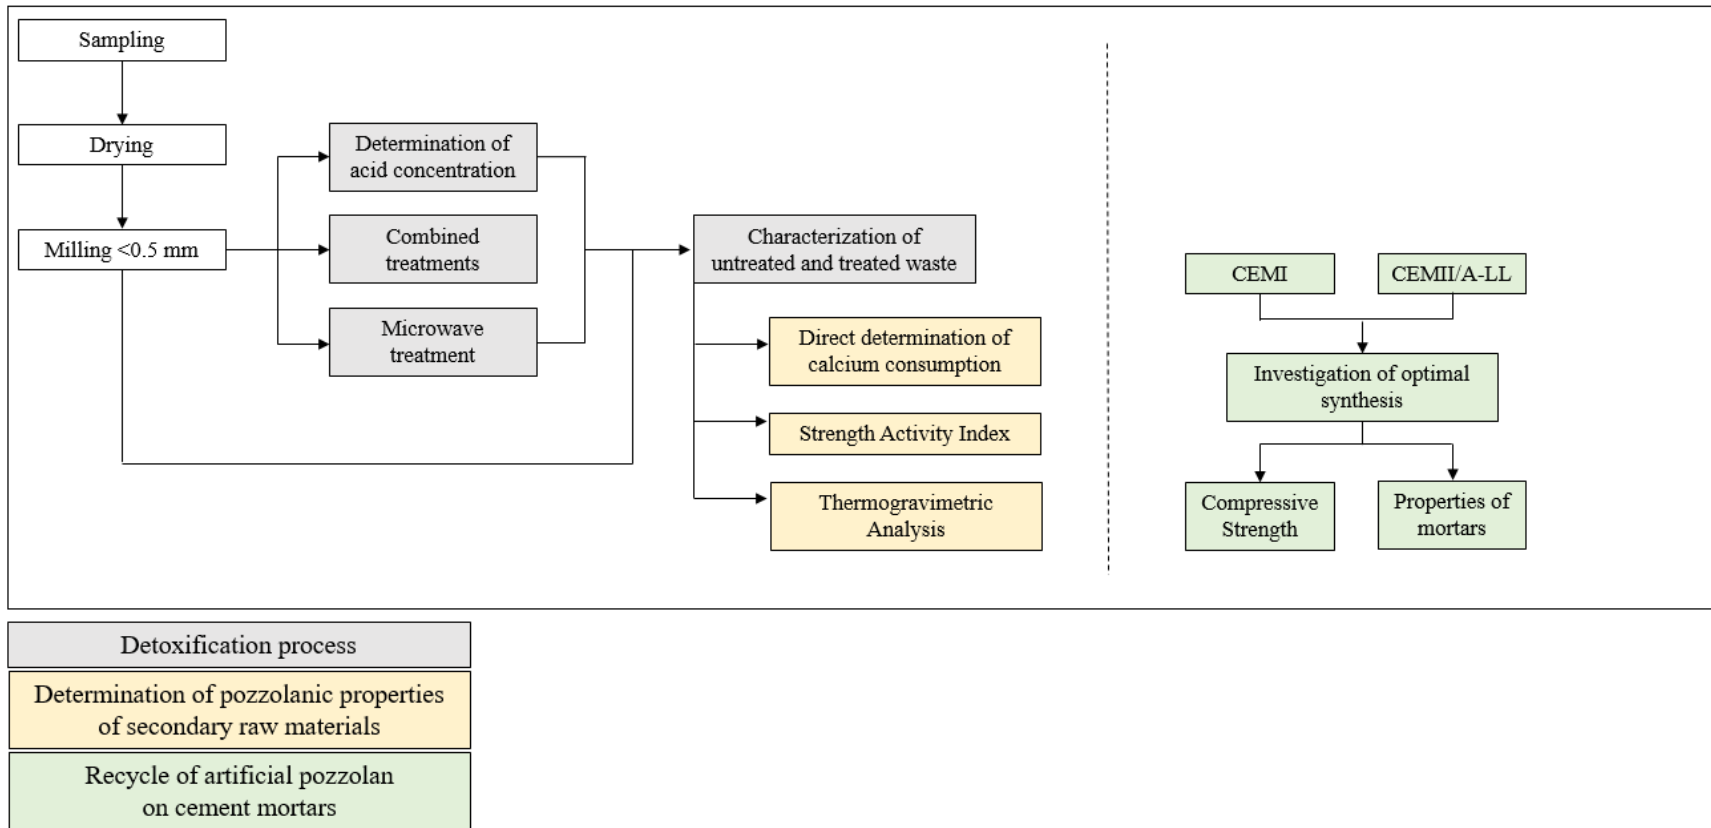 Sampling
Drying
Milling <0.5 mm
Determination of
acid concentration
Combined
treatments
Microwave
treatment
Characterization of
untreated and treated waste
Direct determination of
calcium consumption
Strength Activity Index
Thermogravimetric
Analysis
CEMI
CEMII/A-LL
Investigation of optimal
synthesis
Compressive
Strength
Properties of
mortars
Detoxification process
Determination of pozzolanic properties
of secondary raw materials
Recycle of artificial pozzolan
on cement mortars